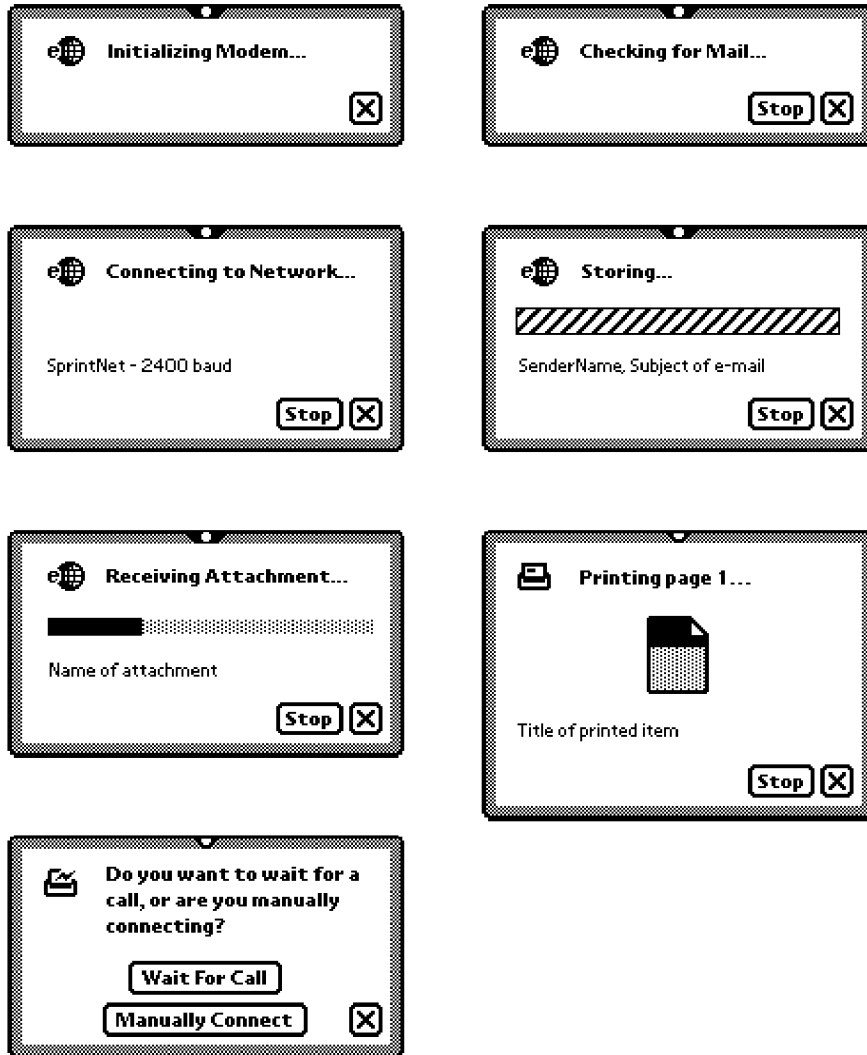 Initializing Modem...
Checking for Mail...
Stop
Connecting to Network...
SprintNet - 2400 baud
Stop
Storing...
SenderName, Subject of e-mail
Stop
Receiving Attachment...
Name of attachment
Stop
Printing page 1...
Title of printed item
Stop
Do you want to wait for a
call, or are you manually
connecting?
Wait For Call
Manually Connect